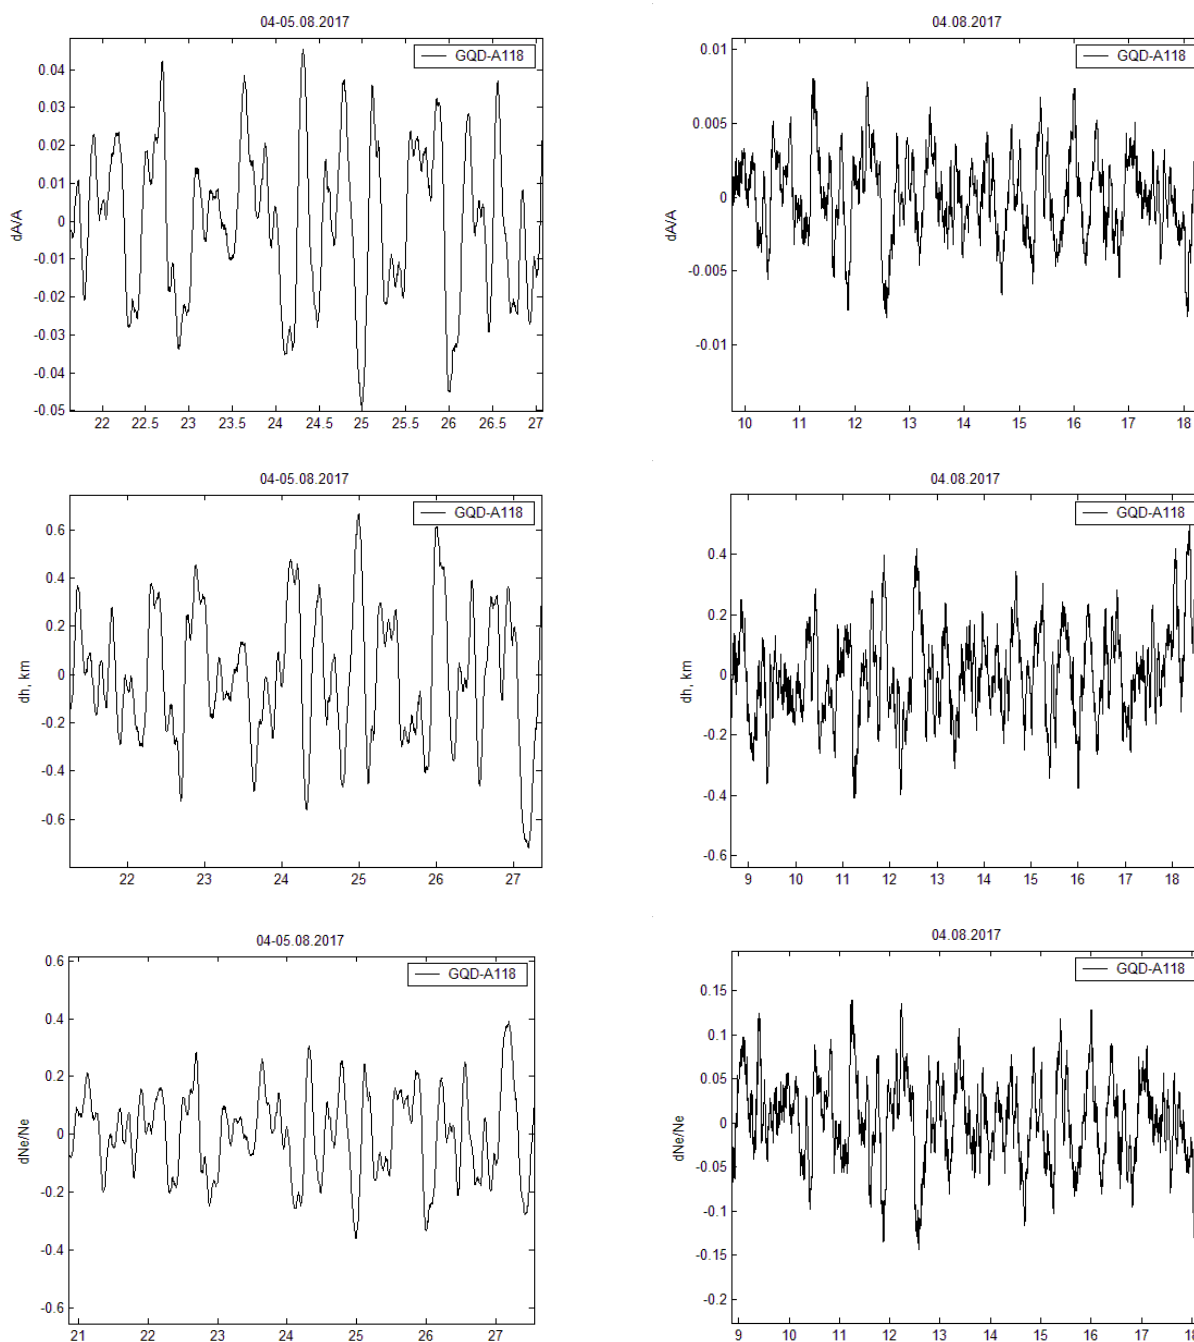 04-05.08.2017
GQD-A118
dA/A
0.04
0.03
0.02
0.01
0
-0.01
-0.02
-0.03
-0.04
-0.05
22 22.5 23 23.5 24 24.5 25 25.5 26 26.5 27
04.08.2017
GQD-A118
dA/A
0.01
0.005
0
-0.005
-0.01
10 11 12 13 14 15 16 17 18
04-05.08.2017
GQD-A118
dh, km
0.6
0.4
0.2
0
-0.2
-0.4
-0.6
22 23 24 25 26 27
04.08.2017
GQD-A118
dh, km
0.4
0.2
0
-0.2
-0.4
-0.6
9 10 11 12 13 14 15 16 17 18
04-05.08.2017
GQD-A118
dNe/Ne
0.6
0.4
0.2
0
-0.2
-0.4
-0.6
21 22 23 24 25 26 27
04.08.2017
GQD-A118
dNe/Ne
0.15
0.1
0.05
0
-0.05
-0.1
-0.15
-0.2
9 10 11 12 13 14 15 16 17 18